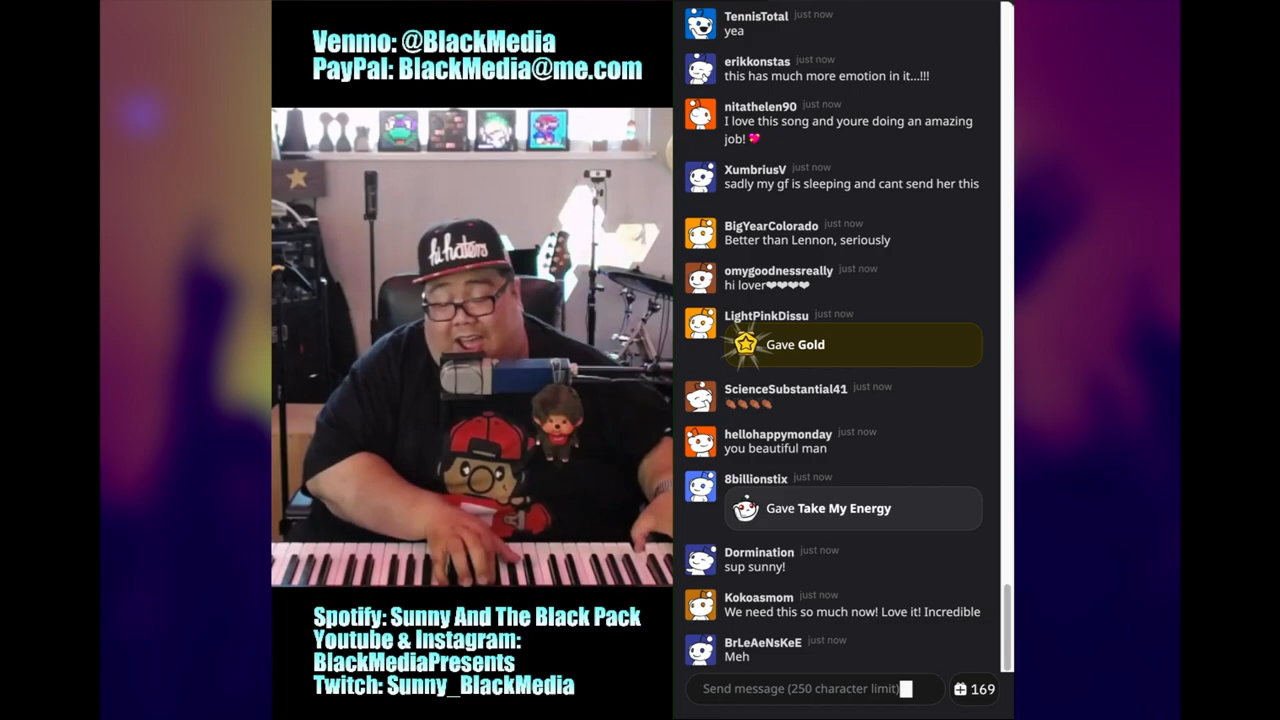 Venmo: @BlackMedia
PayPal: BlackMedia@me.com
hi haters
Spotify: Sunny And The Black Pack
Youtube & Instagram:
BlackMediaPresents
Twitch: Sunny_BlackMedia
TennisTotal just now
yea
erikkonstas just now
this has much more emotion in it...!!!
nitathelen90 just now
I love this song and youre doing an amazing
job! 💖
XumbriusV just now
sadly my gf is sleeping and cant send her this
BigYearColorado just now
Better than Lennon, seriously
omygoodnessreally just now
hi lover❤❤❤❤
LightPinkDissu just now
Gave Gold
ScienceSubstantial41 just now
hellohappymonday just now
you beautiful man
8billionstix just now
Gave Take My Energy
Dormination just now
sup sunny!
Kokoasmom just now
We need this so much now! Love it! Incredible
BrLeAeNsKeE just now
Meh
Send message (250 character limit)
169